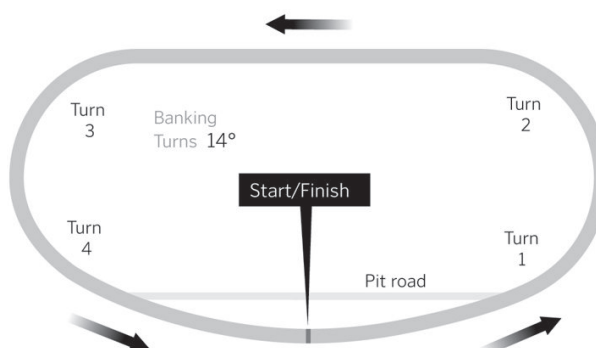 Turn
3
Banking
Turns 14°
Turn
2
Start/Finish
Turn
4
Turn
1
Pit road